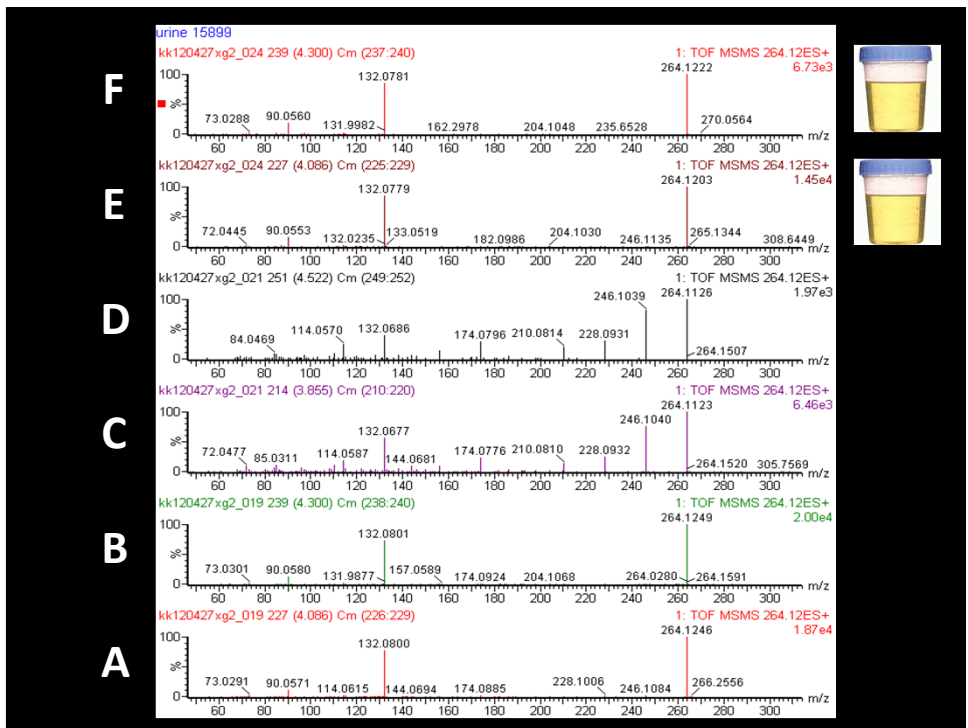 urine 15899
kk120427xg2_024 239 (4.300) Cm (237:240)
1: TOF MSMS 264.12ES+
6.73e3
F
100
%
0
73.0288
90.0560
132.0781
131.9982
162.2978
204.1048
235.6528
264.1222
270.0564
m/z
60 80 100 120 140 160 180 200 220 240 260 280 300
kk120427xg2_024 227 (4.086) Cm (225:229)
1: TOF MSMS 264.12ES+
1.45e4
E
100
%
0
72.0445
90.0553
132.0779
132.0235
133.0519
182.0986
204.1030
246.1135
264.1203
265.1344
308.6449
m/z
60 80 100 120 140 160 180 200 220 240 260 280 300
kk120427xg2_021 251 (4.522) Cm (249:252)
1: TOF MSMS 264.12ES+
1.97e3
D
100
%
0
84.0469
114.0570
132.0686
174.0796
210.0814
228.0931
246.1039
264.1126
264.1507
m/z
60 80 100 120 140 160 180 200 220 240 260 280 300
kk120427xg2_021 214 (3.855) Cm (210:220)
1: TOF MSMS 264.12ES+
6.46e3
C
100
%
0
72.0477
85.0311
114.0587
132.0677
144.0681
174.0776
210.0810
228.0932
246.1040
264.1123
264.1520
305.7569
m/z
60 80 100 120 140 160 180 200 220 240 260 280 300
kk120427xg2_019 239 (4.300) Cm (238:240)
1: TOF MSMS 264.12ES+
2.00e4
B
100
%
0
73.0301
90.0580
132.0801
131.9877
157.0589
174.0924
204.1068
264.0280
264.1249
264.1591
m/z
60 80 100 120 140 160 180 200 220 240 260 280 300
kk120427xg2_019 227 (4.086) Cm (226:229)
1: TOF MSMS 264.12ES+
1.87e4
A
100
%
0
73.0291
90.0571
114.0615
132.0800
144.0694
174.0885
228.1006
246.1084
264.1246
266.2556
m/z
60 80 100 120 140 160 180 200 220 240 260 280 300